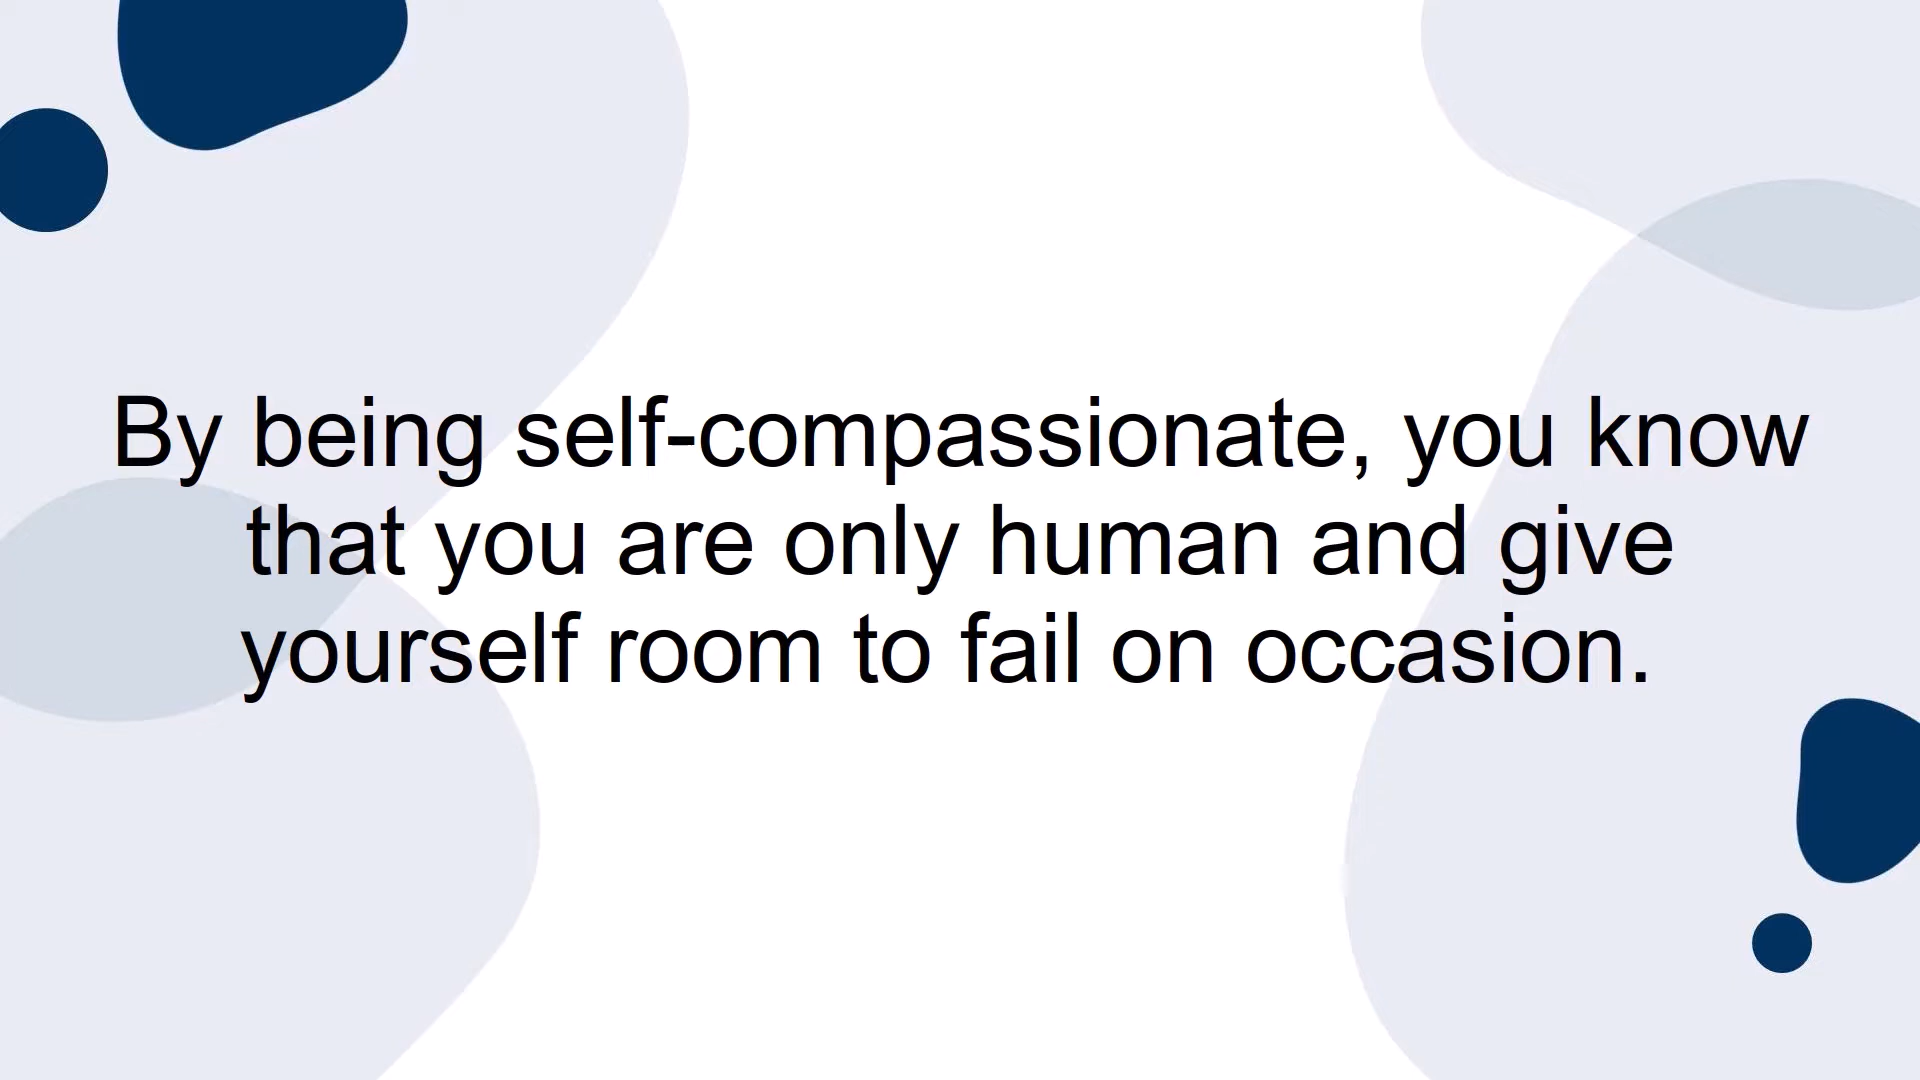 By being self-compassionate, you know
that you are only human and give
yourself room to fail on occasion.